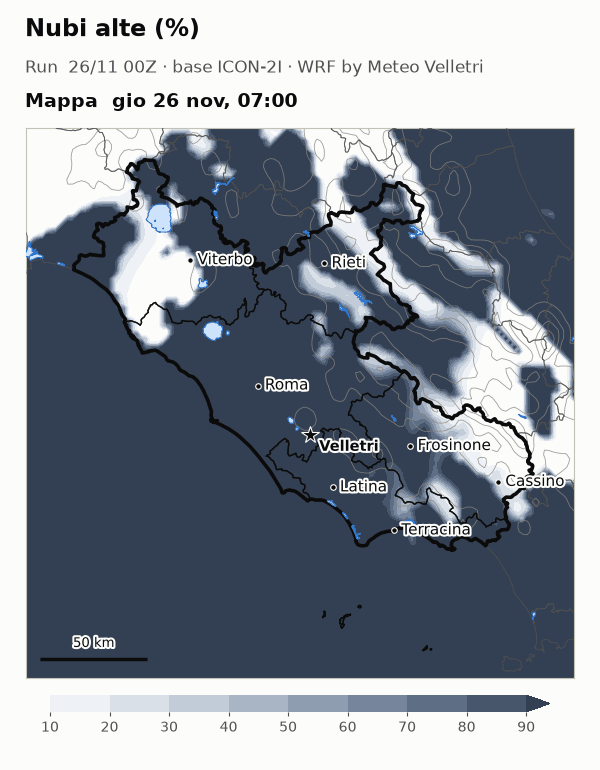 Nubi alte (%)
Run  26/11 00Z · base ICON-2I · WRF by Meteo Velletri
Mappa  gio 26 nov, 07:00
Viterbo
Rieti
Roma
Velletri
Frosinone
Cassino
Latina
Terracina
50 km
10 20 30 40 50 60 70 80 90